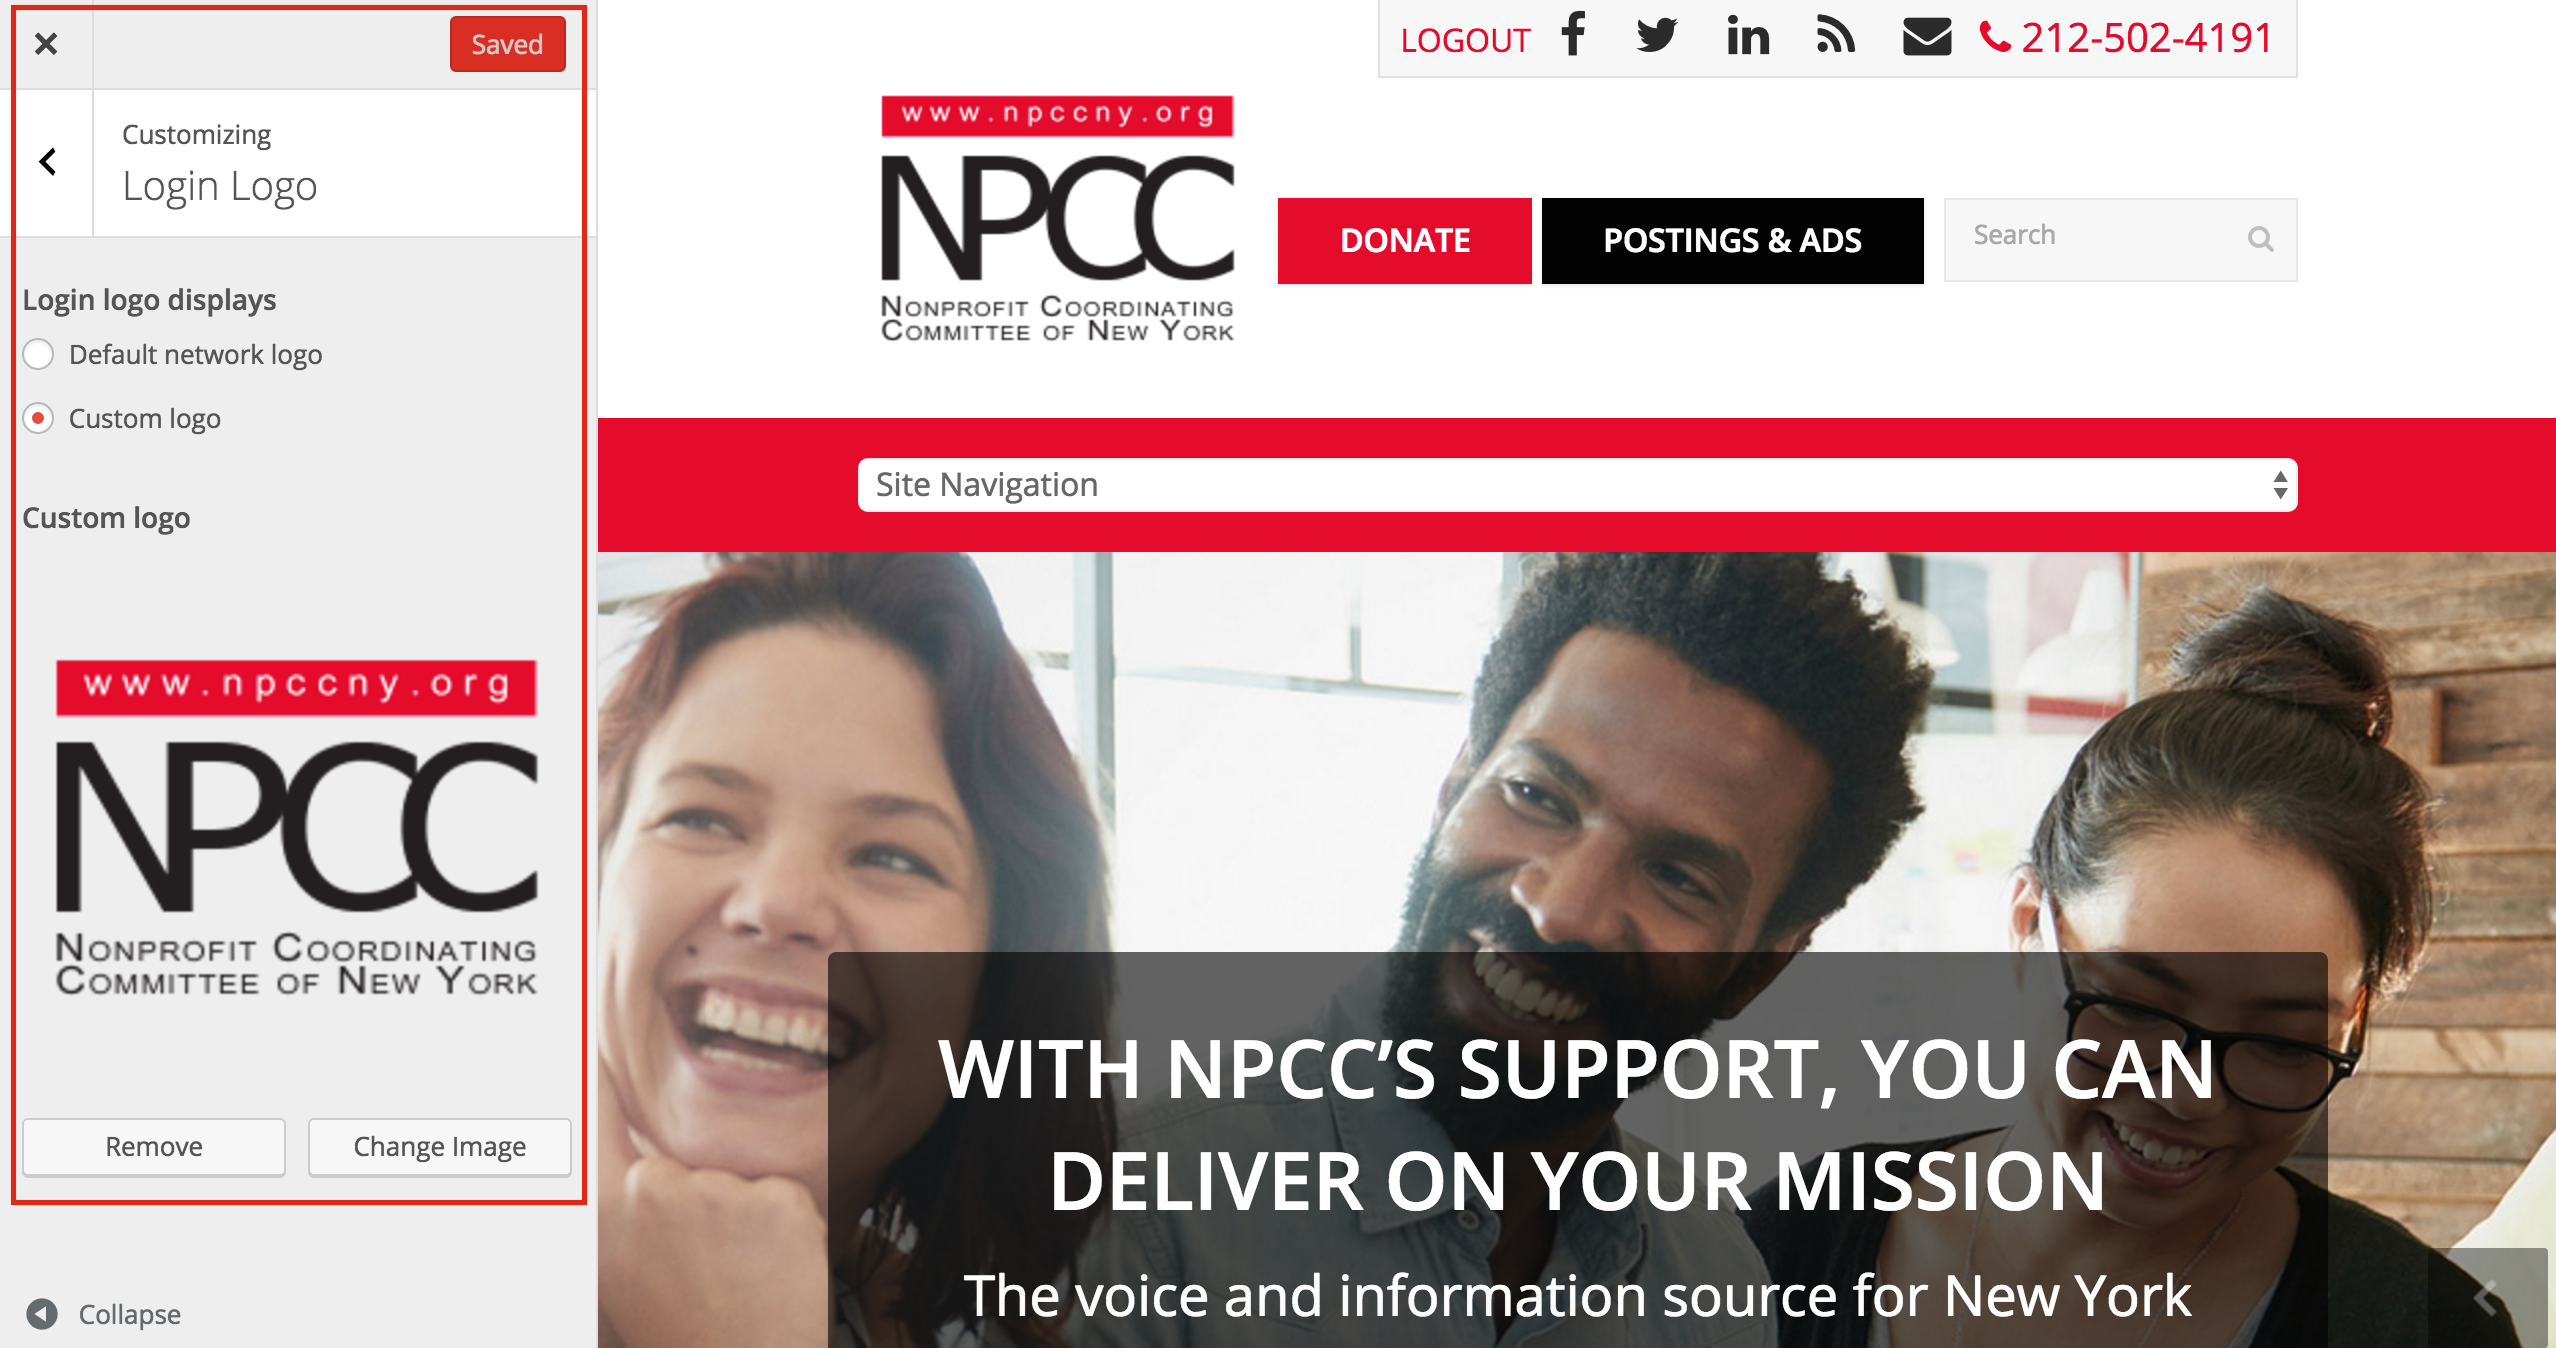 Saved
Customizing
Login Logo
Login logo displays
Default network logo
Custom logo
Custom logo
www.npccny.org
NPCC
NONPROFIT COORDINATING
COMMITTEE OF NEW YORK
Remove
Change Image
Collapse
LOGOUT
212-502-4191
www.npccny.org
NPCC
NONPROFIT COORDINATING
COMMITTEE OF NEW YORK
DONATE
POSTINGS & ADS
Search
Site Navigation
WITH NPCC’S SUPPORT, YOU CAN
DELIVER ON YOUR MISSION
The voice and information source for New York